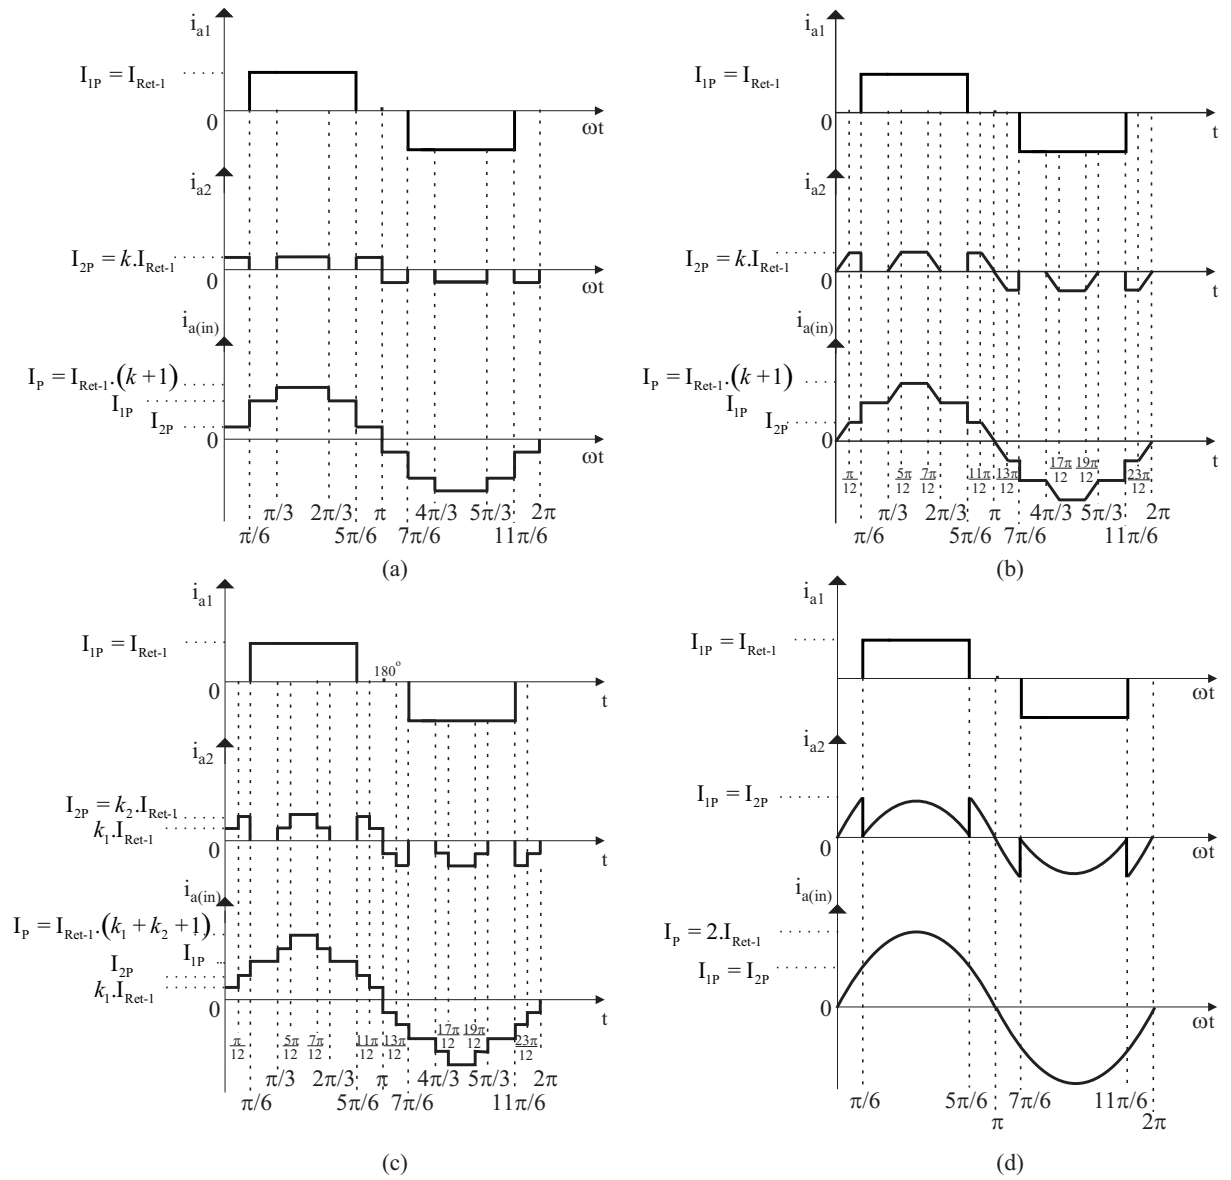 i_a1
I_1P = I_Ret-1
0
ωt
i_a2
I_2P = k.I_Ret-1
0
ωt
i_a(in)
I_P = I_Ret-1.(k+1)
I_1P
I_2P
0
ωt
π/3 2π/3 π 4π/3 5π/3 2π
π/6 5π/6 7π/6 11π/6
(a)
i_a1
I_1P = I_Ret-1
0
t
i_a2
I_2P = k.I_Ret-1
0
t
i_a(in)
I_P = I_Ret-1.(k+1)
I_1P
I_2P
0
t
π/12 5π/12 7π/12 11π/12 13π/12 17π/12 19π/12 23π/12
π/3 2π/3 π 4π/3 5π/3 2π
π/6 5π/6 7π/6 11π/6
(b)
i_a1
I_1P = I_Ret-1
180°
0
t
i_a2
I_2P = k_2.I_Ret-1
k_1.I_Ret-1
0
t
i_a(in)
I_P = I_Ret-1.(k_1 + k_2 + 1)
I_1P
I_2P
k_1.I_Ret-1
0
t
π/12 5π/12 7π/12 11π/12 13π/12 17π/12 19π/12 23π/12
π/3 2π/3 π 4π/3 5π/3 2π
π/6 5π/6 7π/6 11π/6
(c)
i_a1
I_1P = I_Ret-1
0
ωt
i_a2
I_1P = I_2P
0
ωt
i_a(in)
I_P = 2.I_Ret-1
I_1P = I_2P
0
ωt
π/6 5π/6 7π/6 11π/6
π 2π
(d)